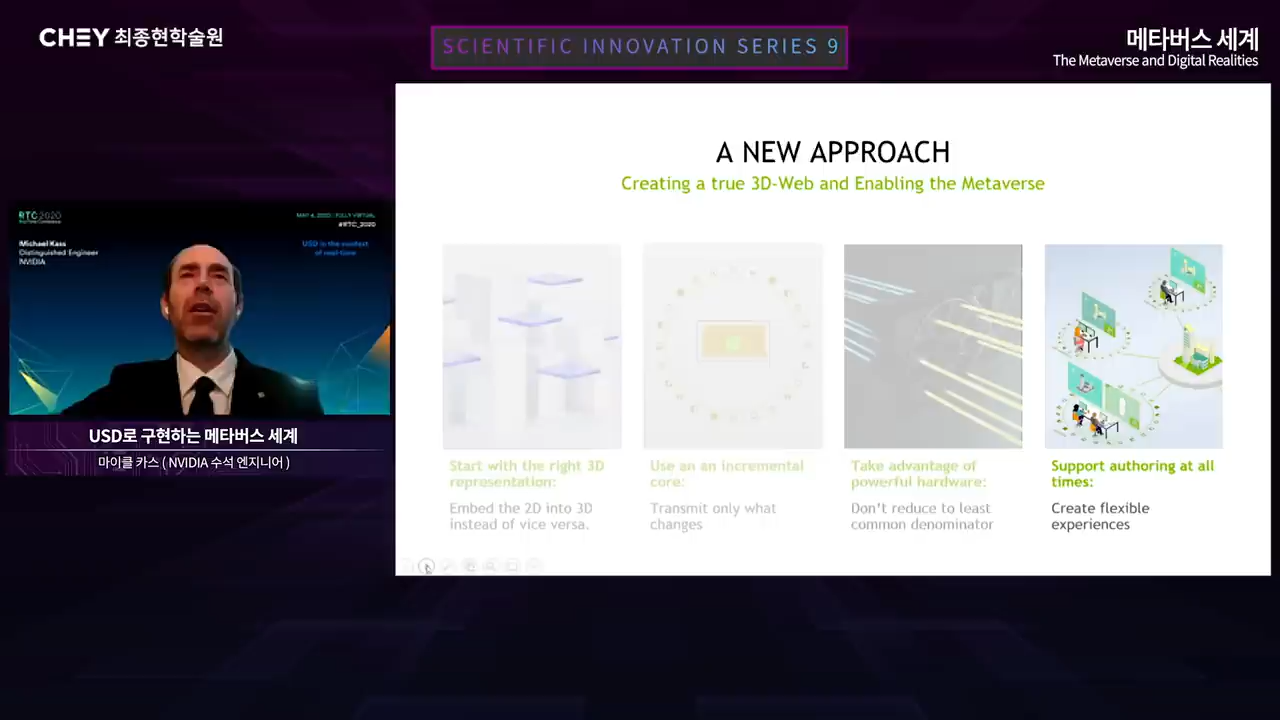 CHEY 최종현학술원
SCIENTIFIC INNOVATION SERIES 9
메타버스 세계
The Metaverse and Digital Realities
RTC 2020
MAY 4, 2020 | FULLY VIRTUAL
#RTC_2020
Michael Kass
Distinguished Engineer
NVIDIA
USD is the context
of real-time
USD로 구현하는 메타버스 세계
마이클 카스 ( NVIDIA 수석 엔지니어 )
A NEW APPROACH
Creating a true 3D-Web and Enabling the Metaverse
Start with the right 3D
representation:
Embed the 2D into 3D
instead of vice versa.
Use an an incremental
core:
Transmit only what
changes
Take advantage of
powerful hardware:
Don't reduce to least
common denominator
Support authoring at all
times:
Create flexible
experiences